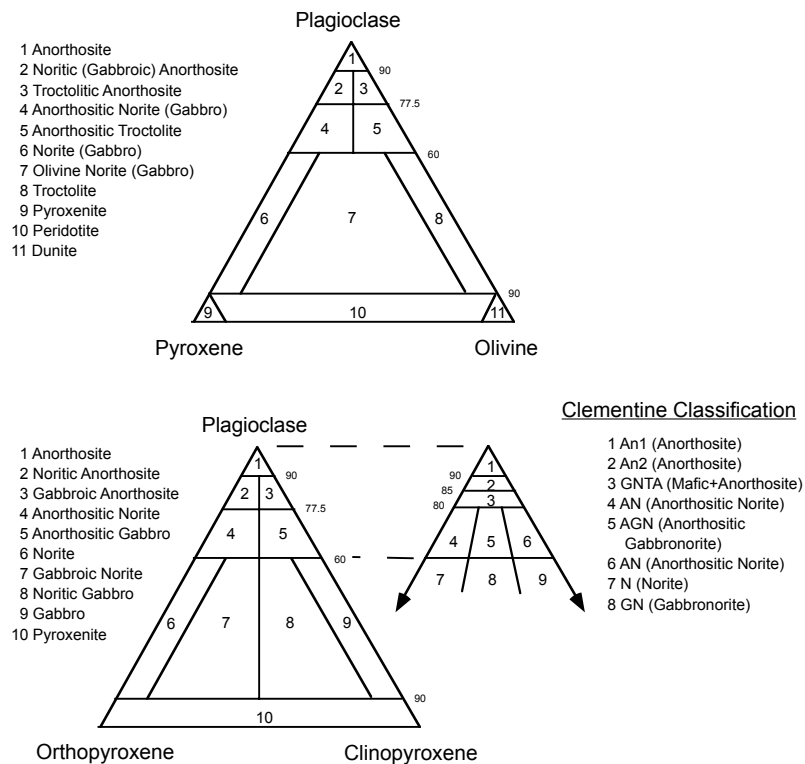 Plagioclase
1 Anorthosite
2 Noritic (Gabbroic) Anorthosite
3 Troctolitic Anorthosite
4 Anorthositic Norite (Gabbro)
5 Anorthositic Troctolite
6 Norite (Gabbro)
7 Olivine Norite (Gabbro)
8 Troctolite
9 Pyroxenite
10 Peridotite
11 Dunite
1
90
2 3
77.5
4 5
60
6 7 8
90
9 10 11
Pyroxene Olivine
Plagioclase
1 Anorthosite
2 Noritic Anorthosite
3 Gabbroic Anorthosite
4 Anorthositic Norite
5 Anorthositic Gabbro
6 Norite
7 Gabbroic Norite
8 Noritic Gabbro
9 Gabbro
10 Pyroxenite
1
90
2 3
77.5
4 5
60
6 7 8 9
90
10
Orthopyroxene Clinopyroxene
1
90
2
85
3
80
4 5 6
7 8 9
Clementine Classification
1 An1 (Anorthosite)
2 An2 (Anorthosite)
3 GNTA (Mafic+Anorthosite)
4 AN (Anorthositic Norite)
5 AGN (Anorthositic
Gabbronorite)
6 AN (Anorthositic Norite)
7 N (Norite)
8 GN (Gabbronorite)